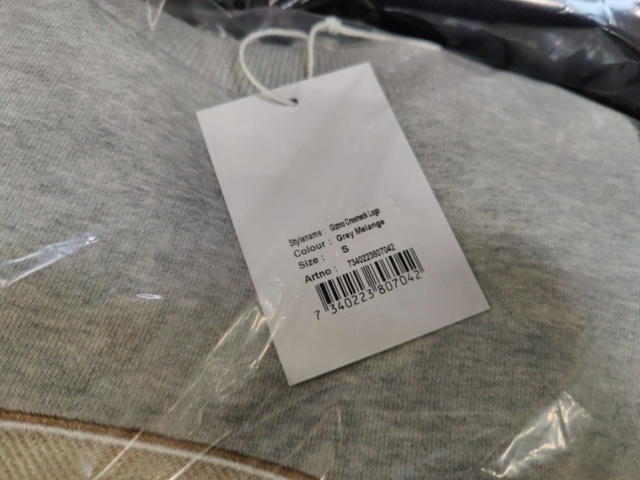 Stylename : Gizmo Crewneck Logo
Colour : Grey Melange
Size : S
Artno : 7340223807042
7 340223 807042